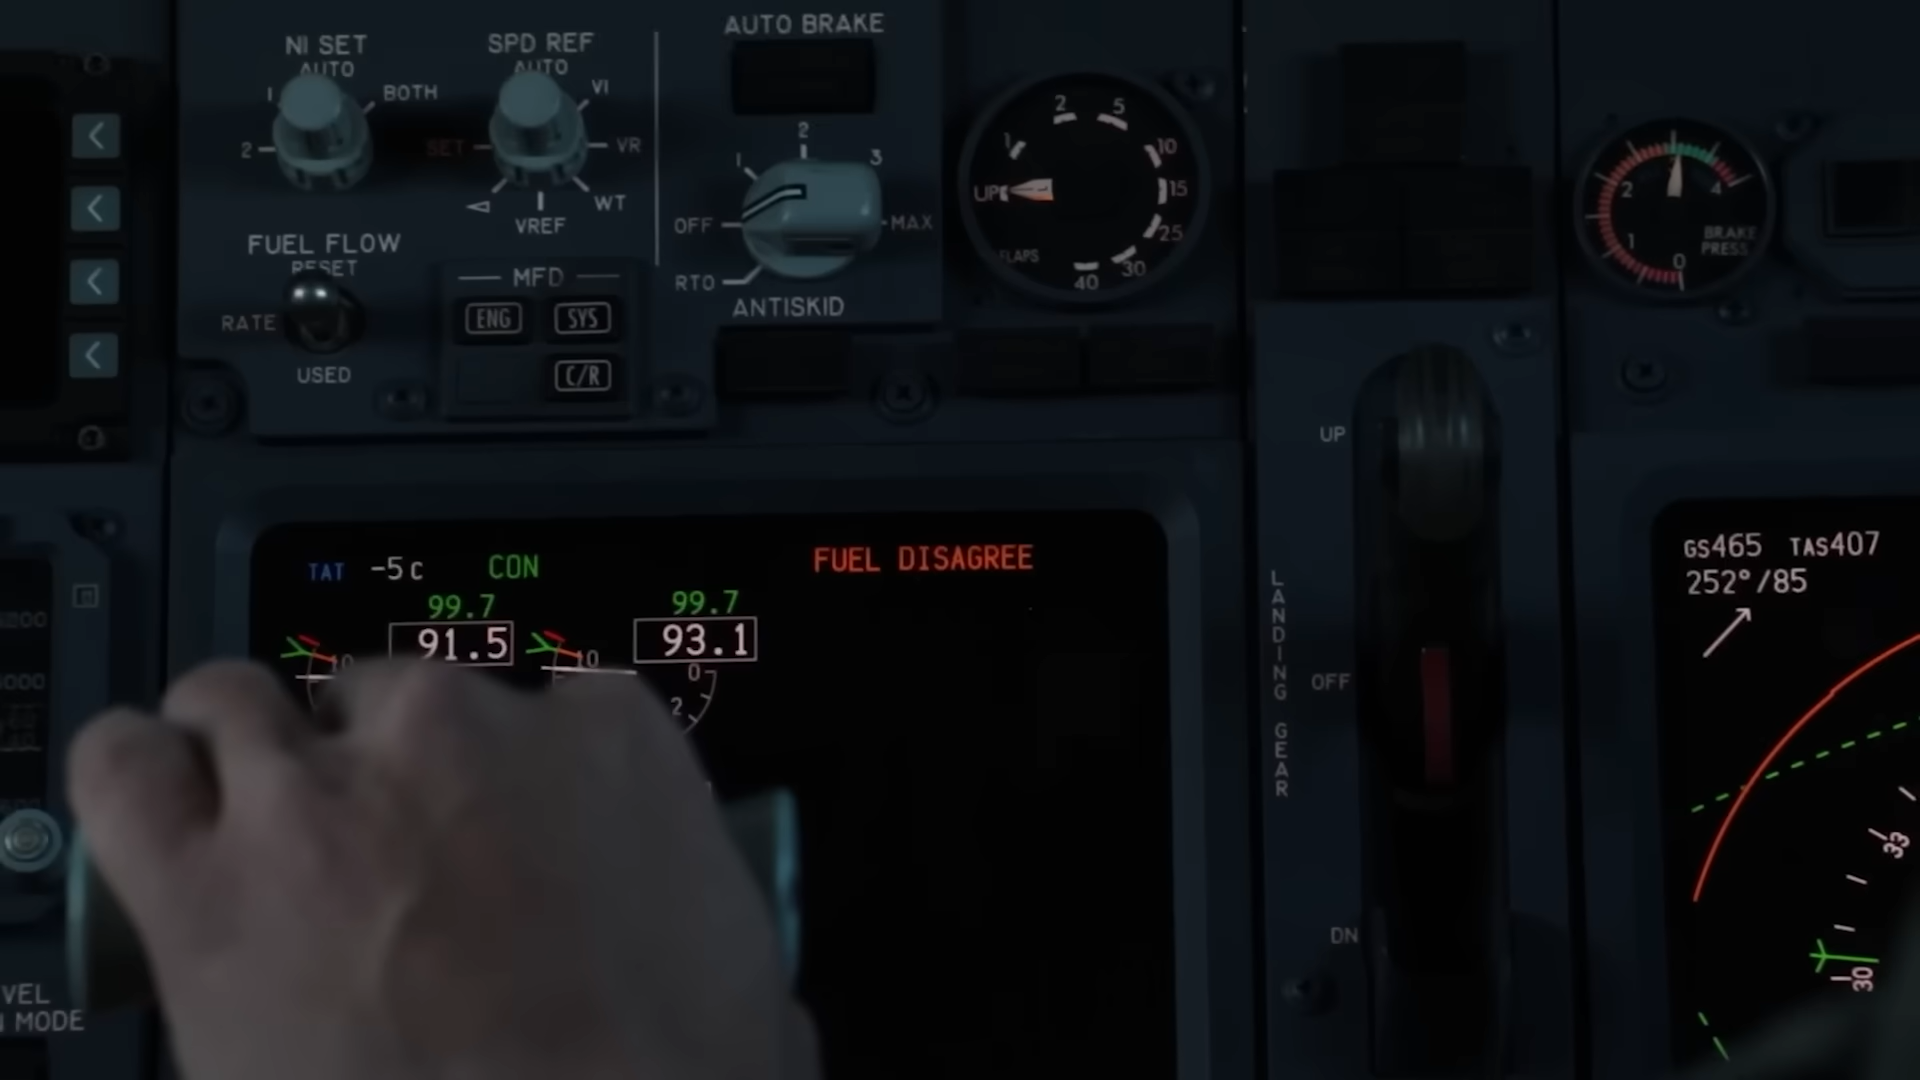 N1 SET
AUTO
1
BOTH
2
SPD REF
AUTO
V1
SET
VR
WT
VREF
FUEL FLOW
RESET
RATE
USED
MFD
ENG
SYS
C/R
AUTO BRAKE
1
2
3
OFF
MAX
RTO
ANTISKID
UP
1
2
5
10
15
25
30
40
FLAPS
0
1
2
4
BRAKE
PRESS
UP
OFF
DN
LANDING GEAR
TAT -5c CON
FUEL DISAGREE
99.7
99.7
91.5
93.1
10
10
0
2
GS465 TAS407
252°/85
33
30
VEL
MODE